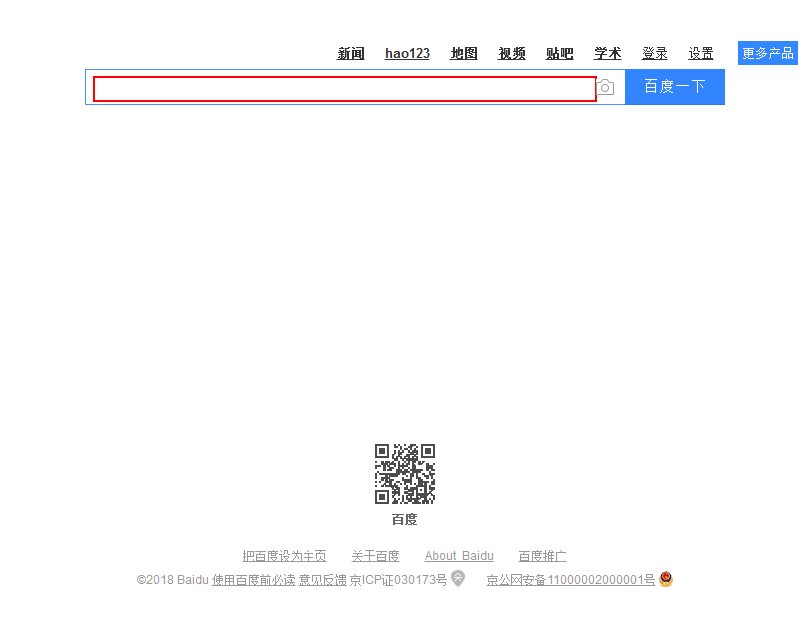 新闻 hao123 地图 视频 贴吧 学术 登录 设置 更多产品
百度一下
百度
把百度设为主页 关于百度 About Baidu 百度推广
©2018 Baidu 使用百度前必读 意见反馈 京ICP证030173号 京公网安备11000002000001号